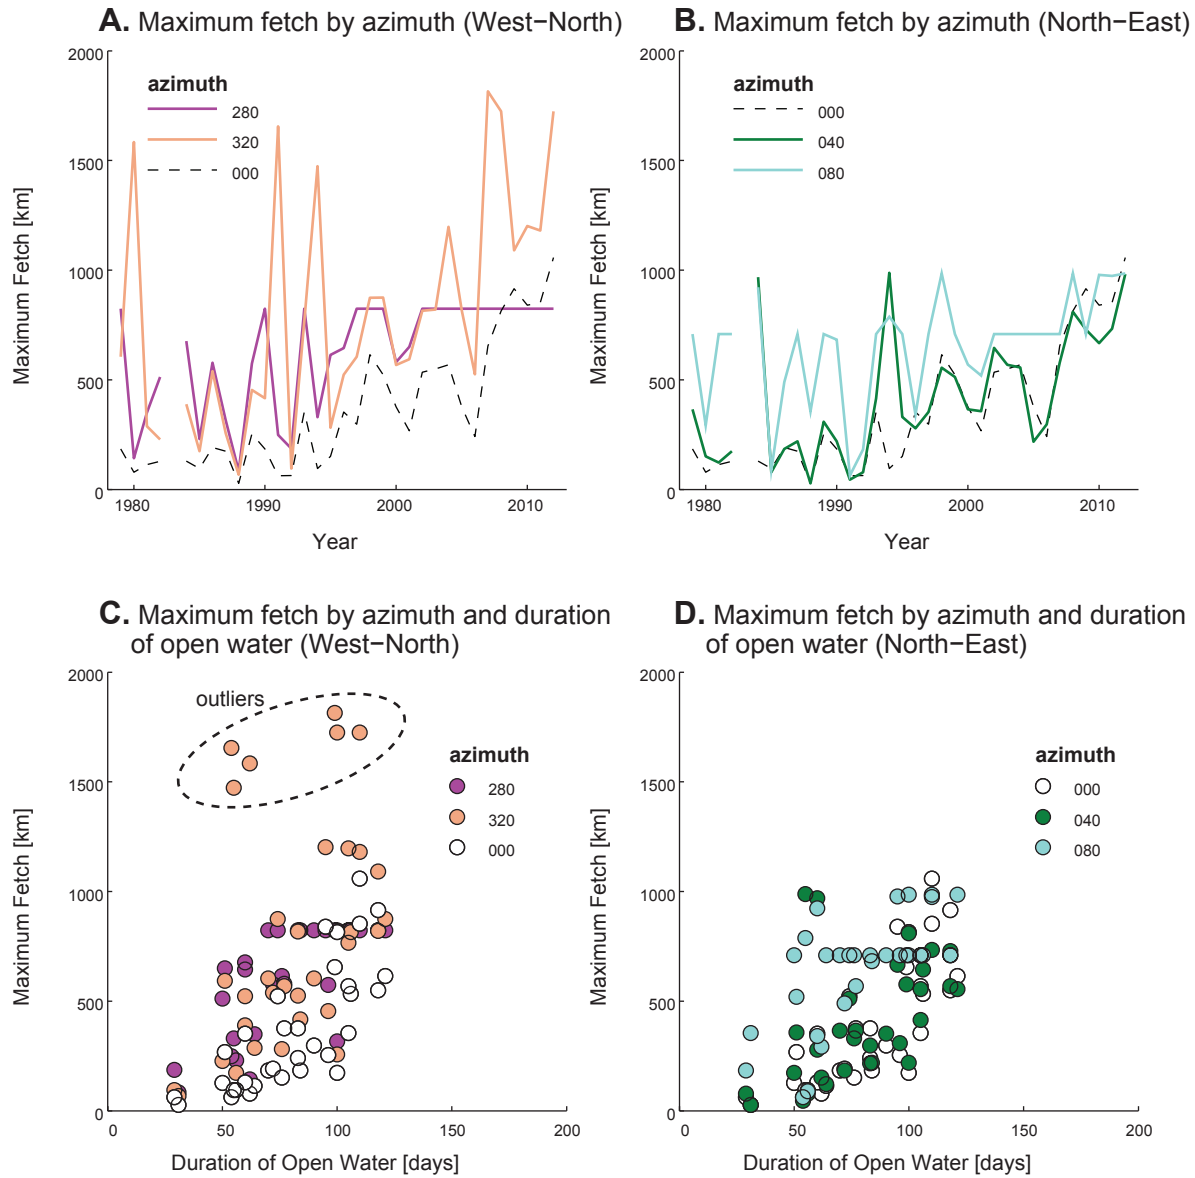 A. Maximum fetch by azimuth (West−North)
2000
1500
1000
500
0
Maximum Fetch [km]
azimuth
280
320
000
1980
1990
2000
2010
Year
B. Maximum fetch by azimuth (North−East)
2000
1500
1000
500
0
Maximum Fetch [km]
azimuth
000
040
080
1980
1990
2000
2010
Year
C. Maximum fetch by azimuth and duration
of open water (West−North)
2000
1500
1000
500
0
Maximum Fetch [km]
outliers
azimuth
280
320
000
0
50
100
150
200
Duration of Open Water [days]
D. Maximum fetch by azimuth and duration
of open water (North−East)
2000
1500
1000
500
0
Maximum Fetch [km]
azimuth
000
040
080
0
50
100
150
200
Duration of Open Water [days]